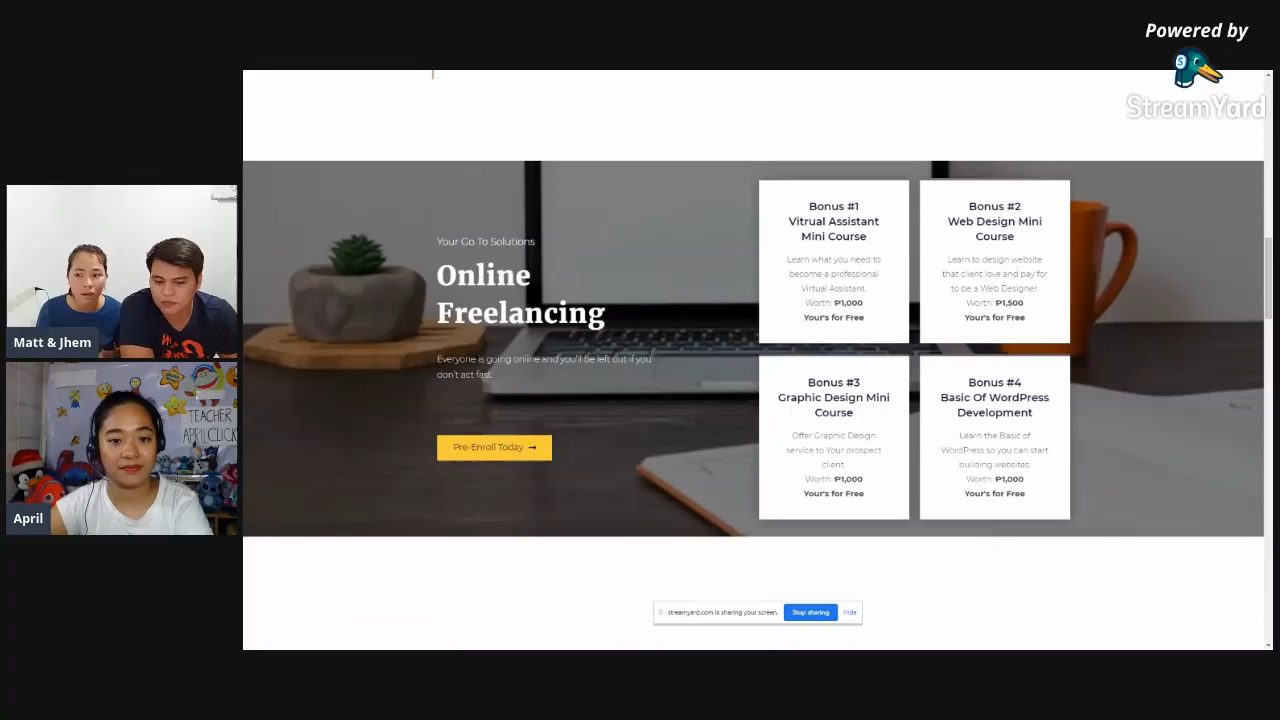 Powered by
StreamYard
Your Go To Solutions
Online
Freelancing
Everyone is going online and you'll be left out if you
don't act fast.
Pre-Enroll Today →
Bonus #1
Vitrual Assistant
Mini Course
Learn what you need to
become a professional
Virtual Assistant.
Worth: ₱1,000
Your's for Free
Bonus #2
Web Design Mini
Course
Learn to design website
that client love and pay for
to be a Web Designer.
Worth: ₱1,500
Your's for Free
Bonus #3
Graphic Design Mini
Course
Offer Graphic Design
service to Your prospect
client.
Worth: ₱1,000
Your's for Free
Bonus #4
Basic Of WordPress
Development
Learn the Basic of
WordPress so you can start
building websites.
Worth: ₱1,000
Your's for Free
Matt & Jhem
TEACHER
APRILCLICK
April
streamyard.com is sharing your screen.
Stop sharing
Hide